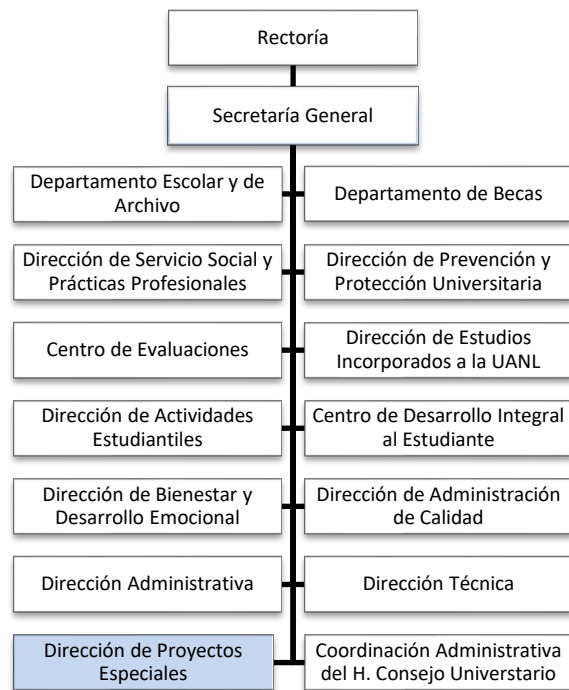 Rectoría
Secretaría General
Departamento Escolar y de
Archivo
Departamento de Becas
Dirección de Servicio Social y
Prácticas Profesionales
Dirección de Prevención y
Protección Universitaria
Centro de Evaluaciones
Dirección de Estudios
Incorporados a la UANL
Dirección de Actividades
Estudiantiles
Centro de Desarrollo Integral
al Estudiante
Dirección de Bienestar y
Desarrollo Emocional
Dirección de Administración
de Calidad
Dirección Administrativa
Dirección Técnica
Dirección de Proyectos
Especiales
Coordinación Administrativa
del H. Consejo Universtario